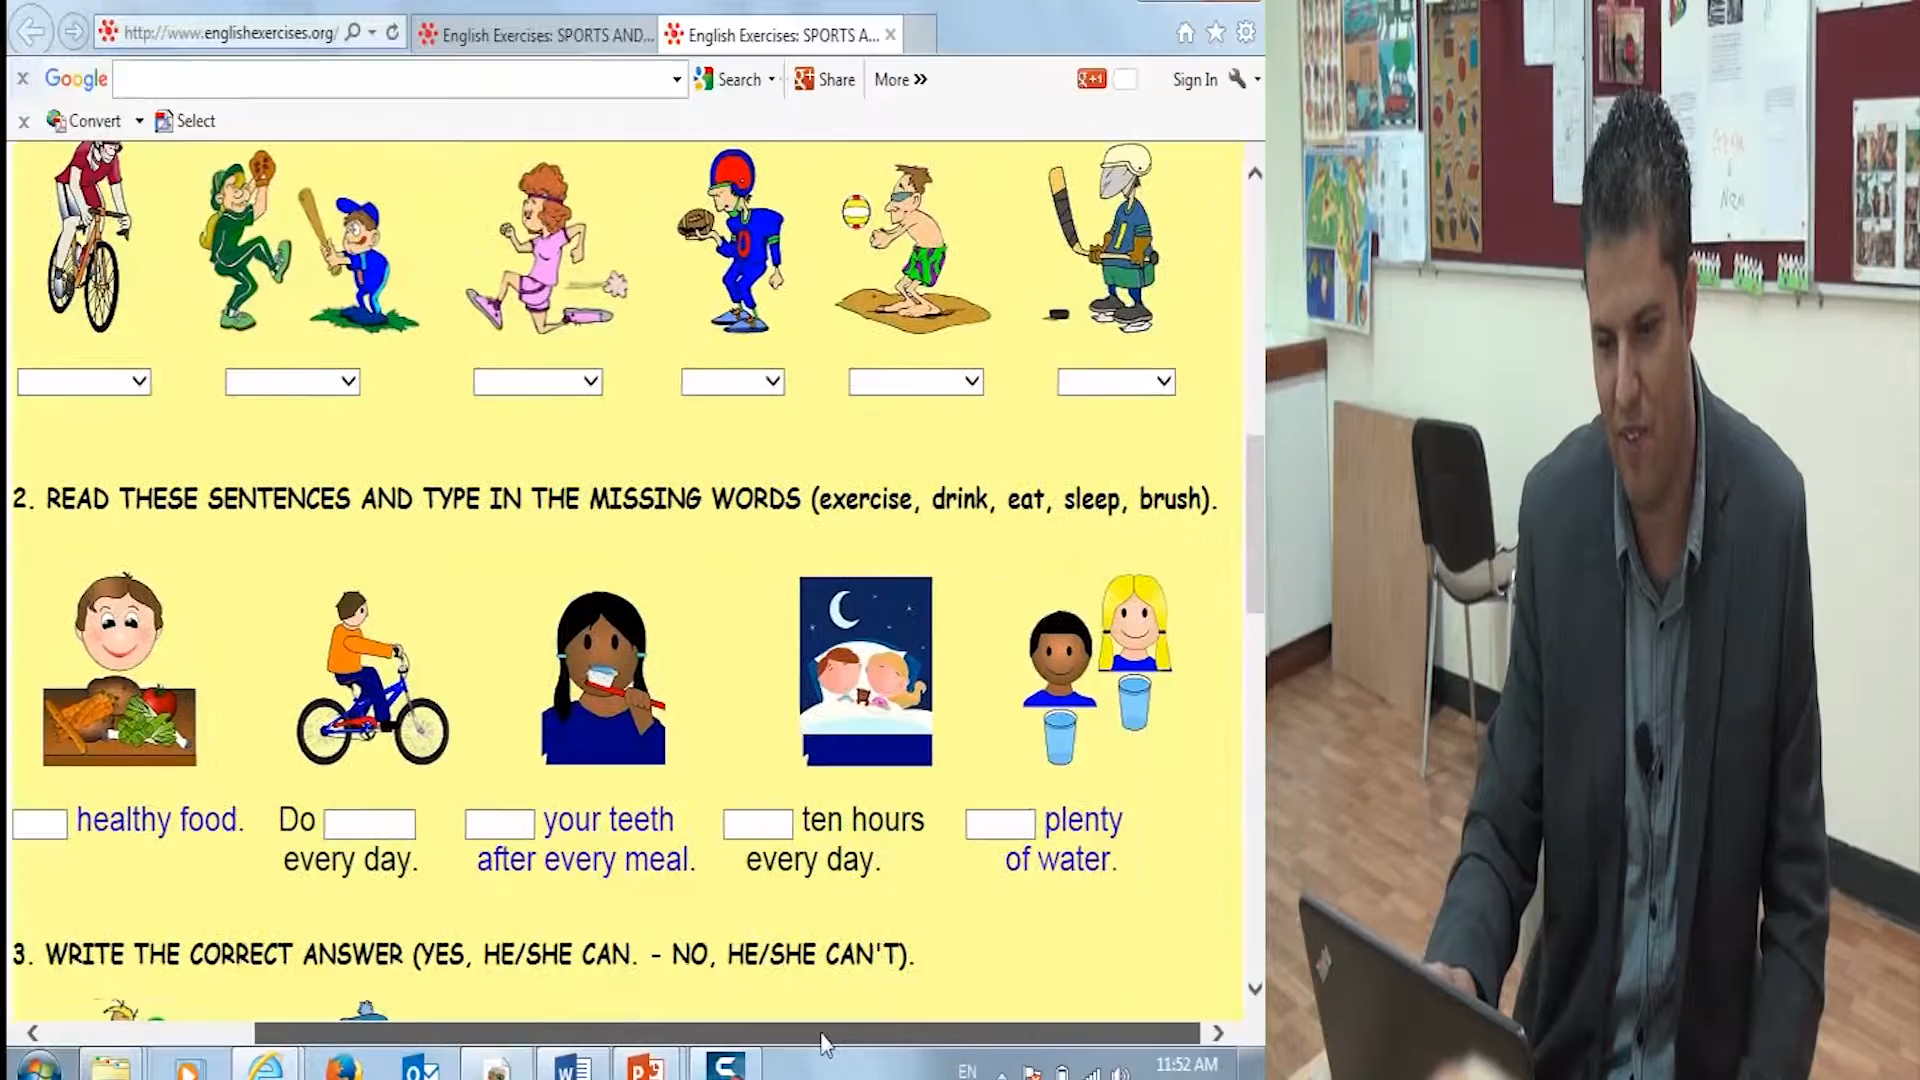 http://www.englishexercises.org/
English Exercises: SPORTS AND...
English Exercises: SPORTS A...
x Google
Search
Share
More »
g+1
Sign In
x Convert
Select
2. READ THESE SENTENCES AND TYPE IN THE MISSING WORDS (exercise, drink, eat, sleep, brush).
healthy food.
Do
every day.
your teeth
after every meal.
ten hours
every day.
plenty
of water.
3. WRITE THE CORRECT ANSWER (YES, HE/SHE CAN. - NO, HE/SHE CAN'T).
EN
11:52 AM